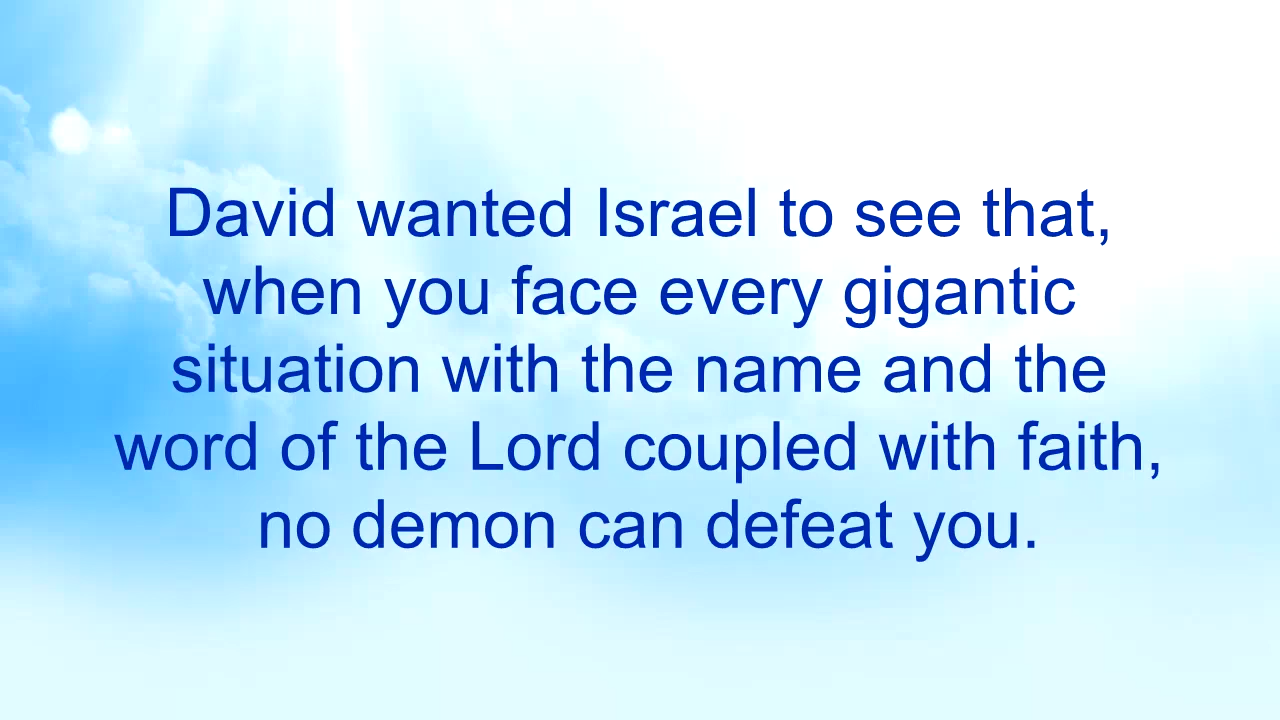 David wanted Israel to see that,
when you face every gigantic
situation with the name and the
word of the Lord coupled with faith,
no demon can defeat you.